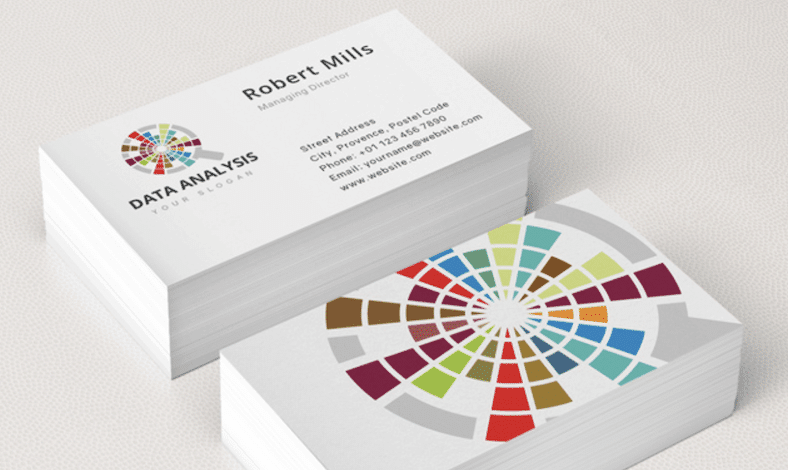 Robert Mills
Managing Director
DATA ANALYSIS
YOUR SLOGAN
Street Address
City, Provence, Postel Code
Phone: +01 123 456 7890
Email: yourname@website.com
www.website.com